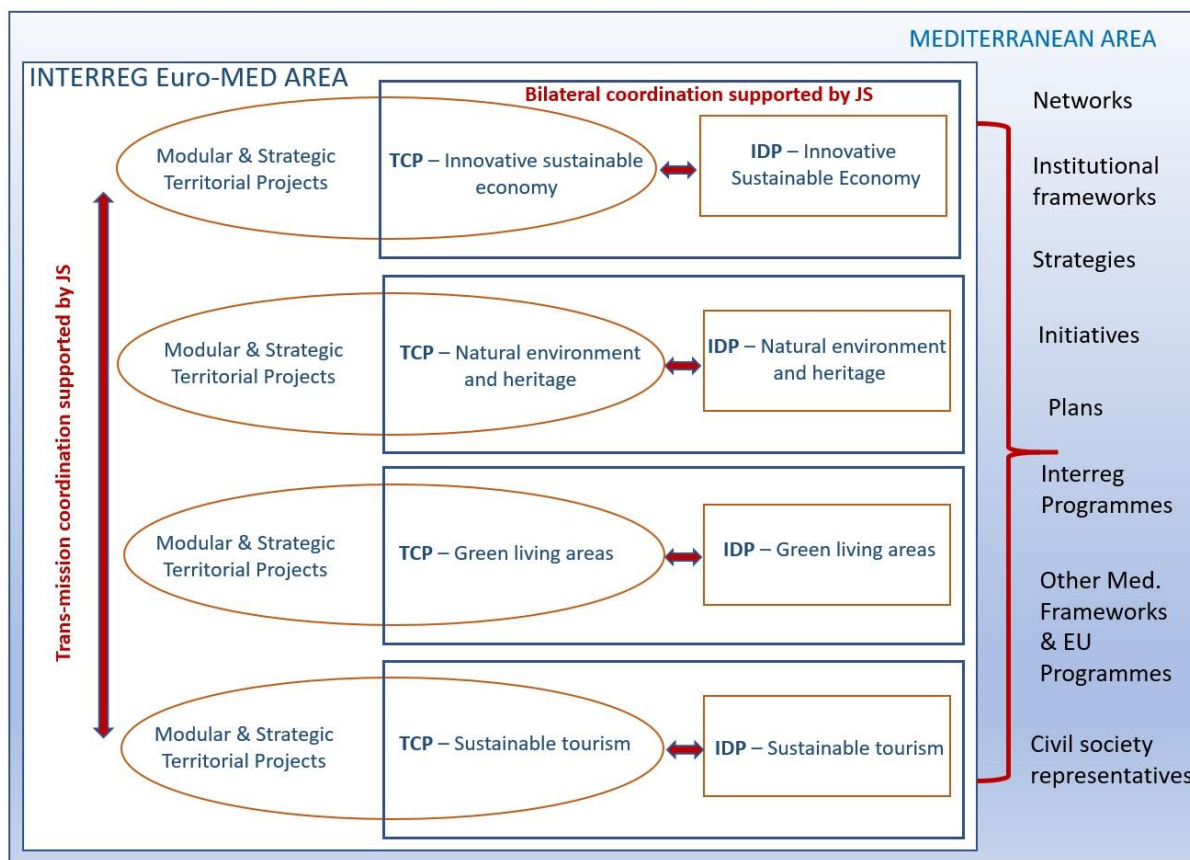 MEDITERRANEAN AREA
INTERREG Euro-MED AREA
Bilateral coordination supported by JS
Trans-mission coordination supported by JS
Modular & Strategic
Territorial Projects
TCP – Innovative sustainable
economy
IDP – Innovative
Sustainable Economy
Modular & Strategic
Territorial Projects
TCP – Natural environment
and heritage
IDP – Natural environment
and heritage
Modular & Strategic
Territorial Projects
TCP – Green living areas
IDP – Green living areas
Modular & Strategic
Territorial Projects
TCP – Sustainable tourism
IDP – Sustainable tourism
Networks
Institutional
frameworks
Strategies
Initiatives
Plans
Interreg
Programmes
Other Med.
Frameworks
& EU
Programmes
Civil society
representatives